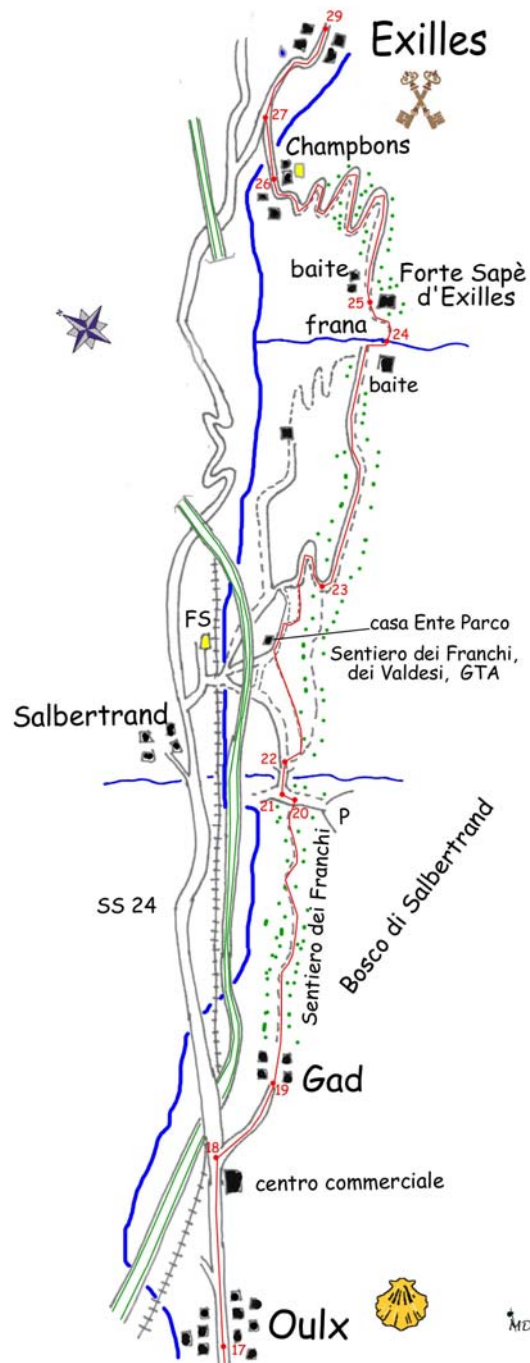 29
Exilles
27
Champbons
26
baite
Forte Sapè
d'Exilles
25
frana
24
baite
23
FS
casa Ente Parco
Sentiero dei Franchi,
dei Valdesi, GTA
Salbertrand
22
21
20
P
Sentiero dei Franchi
Bosco di Salbertrand
SS 24
Gad
19
18
centro commerciale
Oulx
17
MD